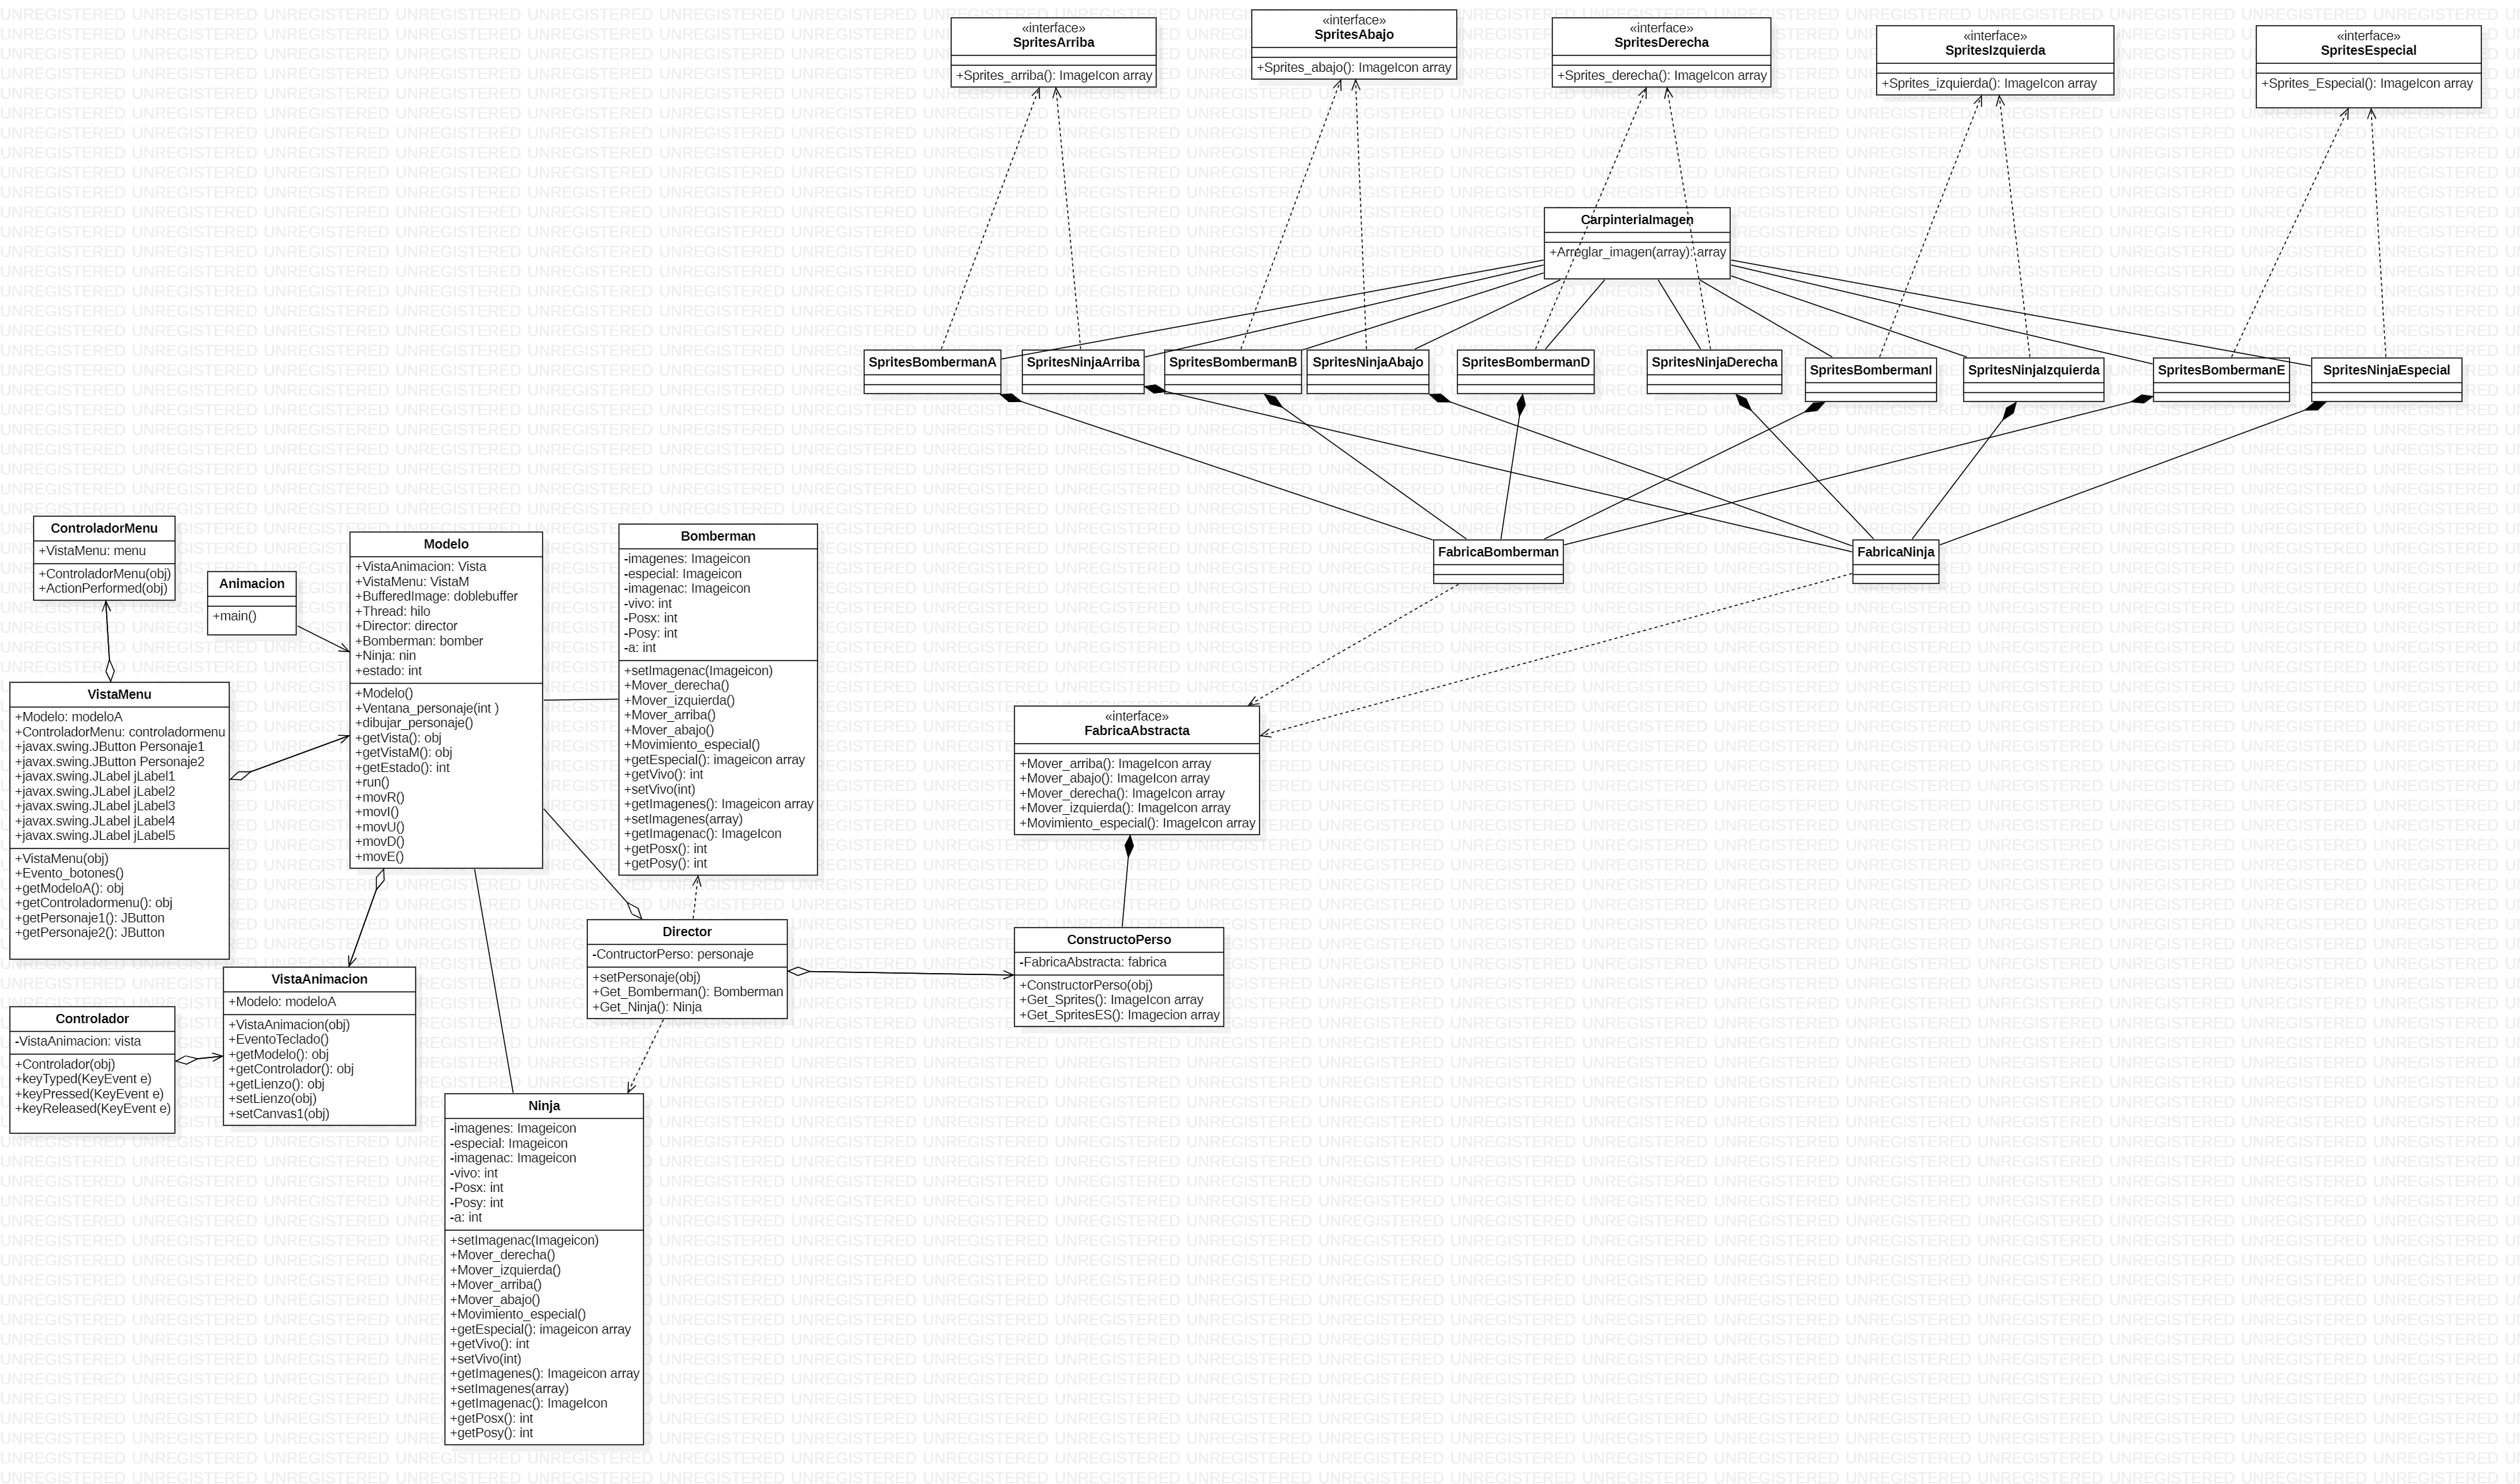 «interface»
SpritesArriba
+Sprites_arriba(): ImageIcon array
«interface»
SpritesAbajo
+Sprites_abajo(): ImageIcon array
«interface»
SpritesDerecha
+Sprites_derecha(): ImageIcon array
«interface»
SpritesIzquierda
+Sprites_izquierda(): ImageIcon array
«interface»
SpritesEspecial
+Sprites_Especial(): ImageIcon array
CarpinteriaImagen
+Arreglar_imagen(array): array
SpritesBombermanA
SpritesNinjaArriba
SpritesBombermanB
SpritesNinjaAbajo
SpritesBombermanD
SpritesNinjaDerecha
SpritesBombermanI
SpritesNinjaIzquierda
SpritesBombermanE
SpritesNinjaEspecial
FabricaBomberman
FabricaNinja
ControladorMenu
+VistaMenu: menu
+ControladorMenu(obj)
+ActionPerformed(obj)
Animacion
+main()
Modelo
+VistaAnimacion: Vista
+VistaMenu: VistaM
+BufferedImage: doblebuffer
+Thread: hilo
+Director: director
+Bomberman: bomber
+Ninja: nin
+estado: int
+Modelo()
+Ventana_personaje(int )
+dibujar_personaje()
+getVista(): obj
+getVistaM(): obj
+getEstado(): int
+run()
+movR()
+movI()
+movU()
+movD()
+movE()
Bomberman
-imagenes: Imageicon
-especial: Imageicon
-imagenac: Imageicon
-vivo: int
-Posx: int
-Posy: int
-a: int
+setImagenac(Imageicon)
+Mover_derecha()
+Mover_izquierda()
+Mover_arriba()
+Mover_abajo()
+Movimiento_especial()
+getEspecial(): imageicon array
+getVivo(): int
+setVivo(int)
+getImagenes(): Imageicon array
+setImagenes(array)
+getImagenac(): ImageIcon
+getPosx(): int
+getPosy(): int
VistaMenu
+Modelo: modeloA
+ControladorMenu: controladormenu
+javax.swing.JButton Personaje1
+javax.swing.JButton Personaje2
+javax.swing.JLabel jLabel1
+javax.swing.JLabel jLabel2
+javax.swing.JLabel jLabel3
+javax.swing.JLabel jLabel4
+javax.swing.JLabel jLabel5
+VistaMenu(obj)
+Evento_botones()
+getModeloA(): obj
+getControladormenu(): obj
+getPersonaje1(): JButton
+getPersonaje2(): JButton
«interface»
FabricaAbstracta
+Mover_arriba(): ImageIcon array
+Mover_abajo(): ImageIcon array
+Mover_derecha(): ImageIcon array
+Mover_izquierda(): ImageIcon array
+Movimiento_especial(): ImageIcon array
Director
-ContructorPerso: personaje
+setPersonaje(obj)
+Get_Bomberman(): Bomberman
+Get_Ninja(): Ninja
ConstructoPerso
-FabricaAbstracta: fabrica
+ConstructorPerso(obj)
+Get_Sprites(): ImageIcon array
+Get_SpritesES(): Imagecion array
VistaAnimacion
+Modelo: modeloA
+VistaAnimacion(obj)
+EventoTeclado()
+getModelo(): obj
+getControlador(): obj
+getLienzo(): obj
+setLienzo(obj)
+setCanvas1(obj)
Controlador
-VistaAnimacion: vista
+Controlador(obj)
+keyTyped(KeyEvent e)
+keyPressed(KeyEvent e)
+keyReleased(KeyEvent e)
Ninja
-imagenes: Imageicon
-especial: Imageicon
-imagenac: Imageicon
-vivo: int
-Posx: int
-Posy: int
-a: int
+setImagenac(Imageicon)
+Mover_derecha()
+Mover_izquierda()
+Mover_arriba()
+Mover_abajo()
+Movimiento_especial()
+getEspecial(): imageicon array
+getVivo(): int
+setVivo(int)
+getImagenes(): Imageicon array
+setImagenes(array)
+getImagenac(): ImageIcon
+getPosx(): int
+getPosy(): int
UNREGISTERED